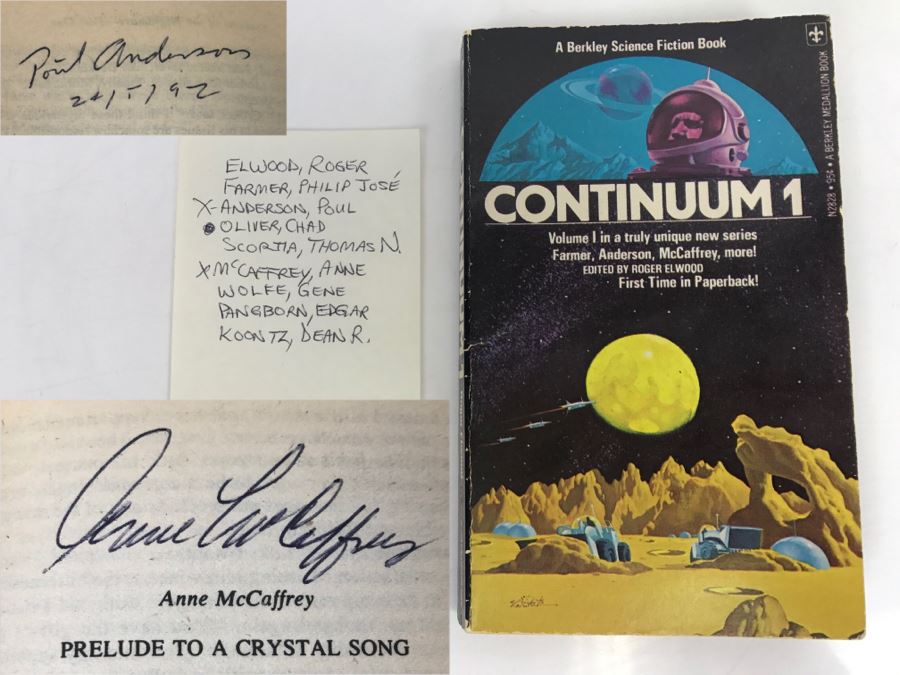 Poul Anderson
24/5/92
ELWOOD, ROGER
FARMER, PHILIP JOSÉ
X-ANDERSON, POUL
OLIVER, CHAD
SCORTIA, THOMAS N.
X McCAFFREY, ANNE
WOLFE, GENE
PANGBORN, EDGAR
KOONTZ, DEAN R.
Anne McCaffrey
Anne McCaffrey
PRELUDE TO A CRYSTAL SONG
A Berkley Science Fiction Book
CONTINUUM 1
Volume I in a truly unique new series
Farmer, Anderson, McCaffrey, more!
EDITED BY ROGER ELWOOD
First Time in Paperback!
N2828 • 95¢ • A BERKLEY MEDALLION BOOK